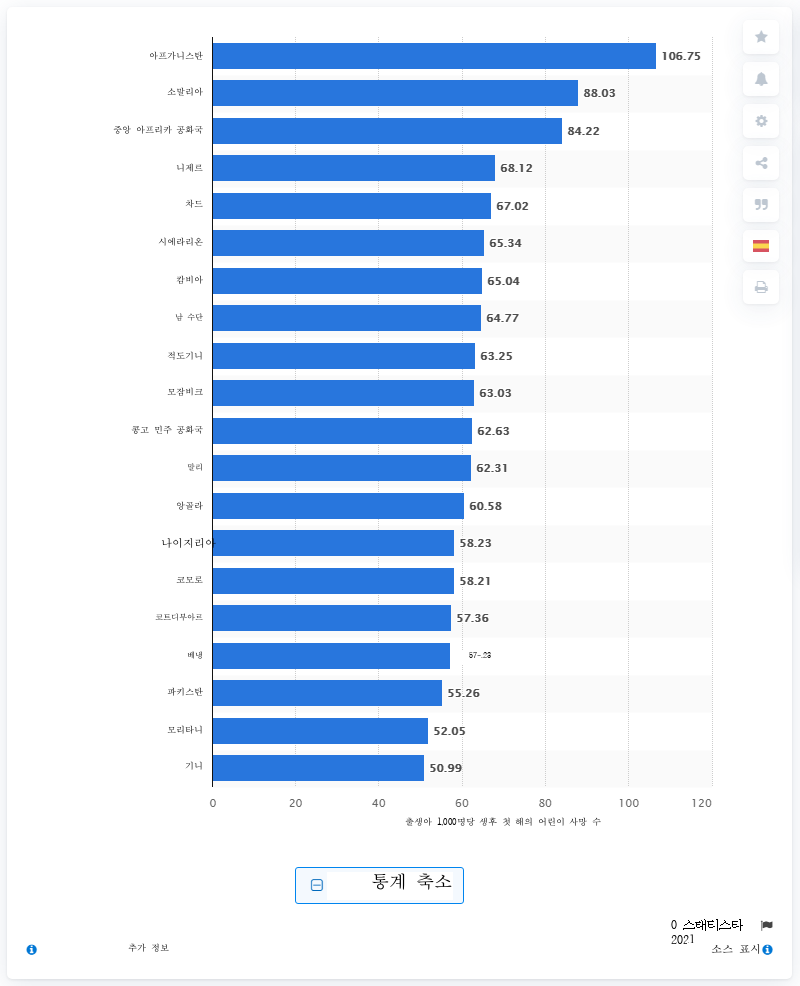 아프가니스탄 106.75
소말리아 88.03
중앙 아프리카 공화국 84.22
니제르 68.12
차드 67.02
시에라리온 65.34
캄비아 65.04
남 수단 64.77
적도기니 63.25
모잠비크 63.03
콩고 민주 공화국 62.63
말리 62.31
앙골라 60.58
나이지리아 58.23
코모로 58.21
코트디부아르 57.36
베냉 57-.23
파키스탄 55.26
모리타니 52.05
기니 50.99
0 20 40 60 80 100 120
출생아 1,000명당 생후 첫 해의 어린이 사망 수
통계 축소
0 스태티스타
2021
추가 정보
소스 표시